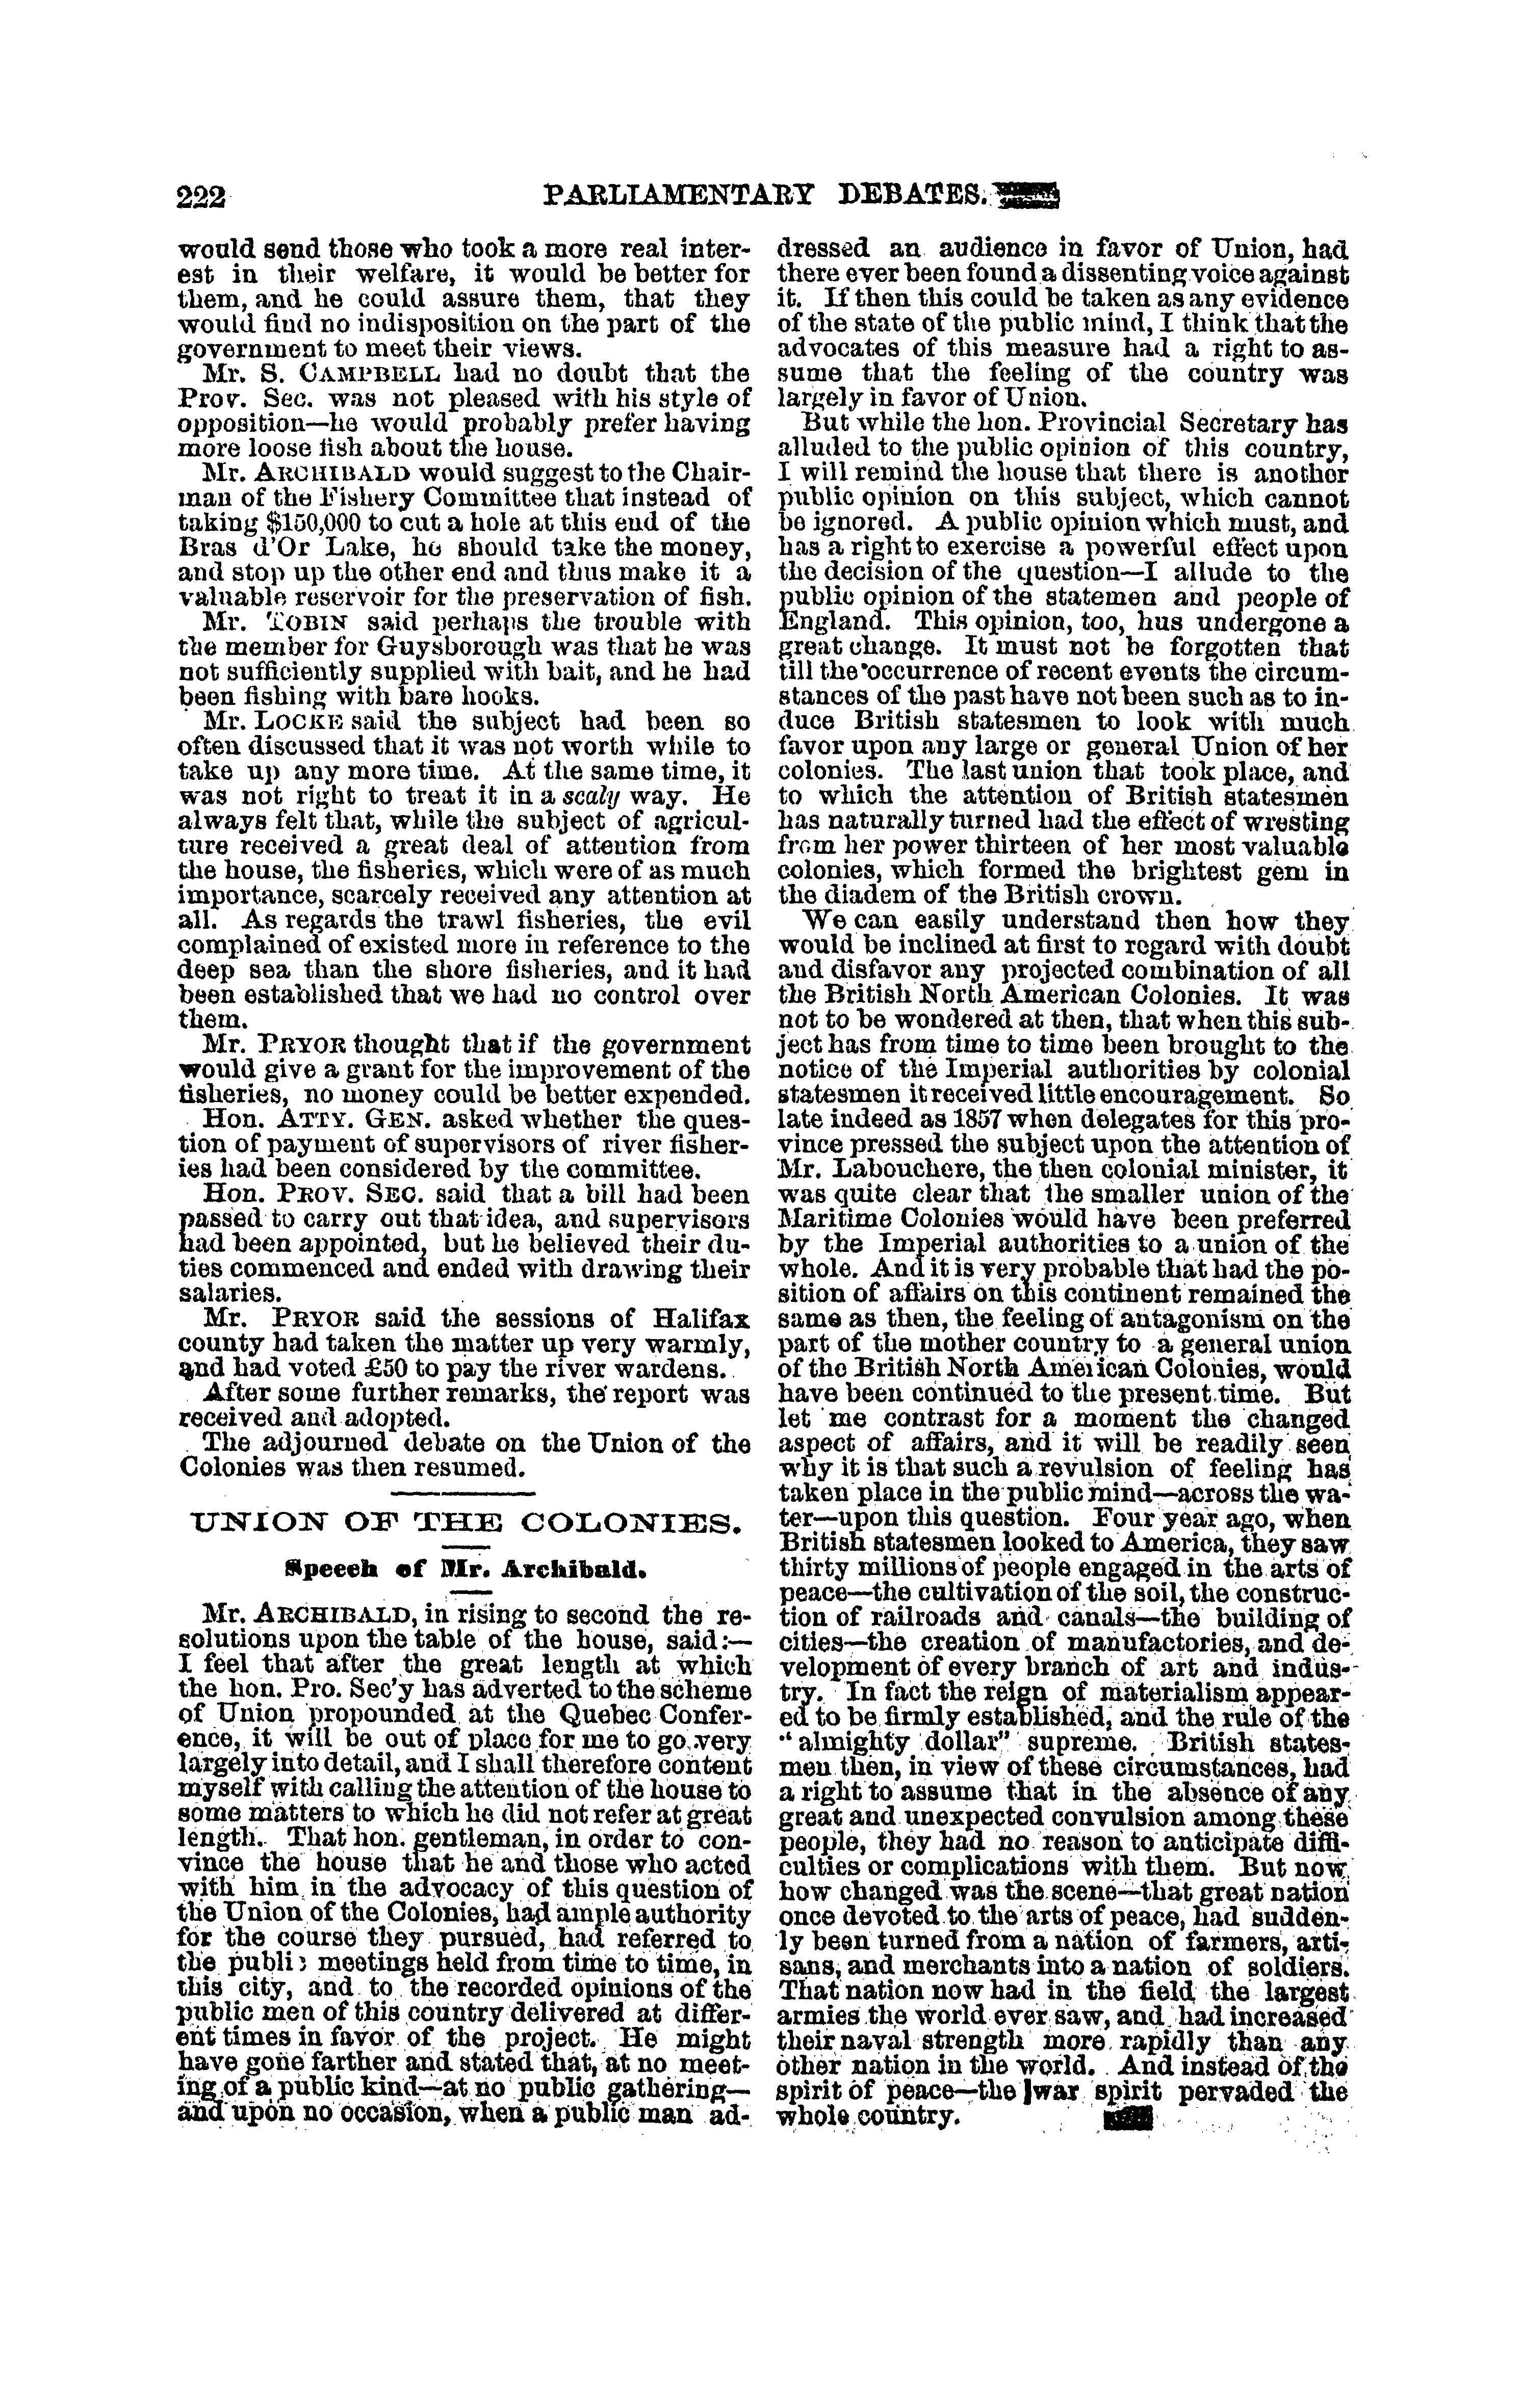 222 PARLIAMENTARY DEBATES.
would send those who took a more real inter-
est in their welfare, it would be better for
them, and he could assure them, that they
would find no indisposition on the part of the
government to meet their views.
Mr. S. CAMPBELL had no doubt that the
Prov. Sec. was not pleased with his style of
opposition—he would probably prefer having
more loose fish about the house.
Mr. ARCHIBALD would suggest to the Chair-
man of the Fishery Committee that instead of
taking $150,000 to cut a hole at this end of the
Bras d'Or Lake, he should take the money,
and stop up the other end and thus make it a
valuable reservoir for the preservation of fish.
Mr. TOBIN said perhaps the trouble with
the member for Guysborough was that he was
not sufficiently supplied with bait, and he had
been fishing with bare hooks.
Mr. LOCKE said the subject had been so
often discussed that it was not worth while to
take up any more time. At the same time, it
was not right to treat it in a scaly way. He
always felt that, while the subject of agricul-
ture received a great deal of attention from
the house, the fisheries, which were of as much
importance, scarcely received any attention at
all. As regards the trawl fisheries, the evil
complained of existed more in reference to the
deep sea than the shore fisheries, and it had
been established that we had no control over
them.
Mr. PRYOR thought that if the government
would give a grant for the improvement of the
fisheries, no money could be better expended.
Hon. ATTY. GEN. asked whether the ques-
tion of payment of supervisors of river fisher-
ies had been considered by the committee.
Hon. PROV. SEC. said that a bill had been
passed to carry out that idea, and supervisors
had been appointed, but he believed their du-
ties commenced and ended with drawing their
salaries.
Mr. PRYOR said the sessions of Halifax
county had taken the matter up very warmly,
and had voted £50 to pay the river wardens.
After some further remarks, the report was
received and adopted.
The adjourned debate on the Union of the
Colonies was then resumed.
UNION OF THE COLONIES.
Speech of Mr. Archibald.
Mr. ARCHIBALD, in rising to second the re-
solutions upon the table of the house, said:—
I feel that after the great length at which
the hon. Pro. Sec'y has adverted to the scheme
of Union propounded at the Quebec Confer-
ence, it will be out of place for me to go very
largely into detail, and I shall therefore content
myself with calling the attention of the house to
some matters to which he did not refer at great
length. That hon. gentleman, in order to con-
vince the house that he and those who acted
with him in the advocacy of this question of
the Union of the Colonies, had ample authority
for the course they pursued, had referred to
the public meetings held from time to time, in
this city, and to the recorded opinions of the
public men of this country delivered at differ-
ent times in favor of the project. He might
have gone farther and stated that, at no meet-
ing of a public kind—at no public gathering—
and upon no occasion, when a public man ad-
dressed an audience in favor of Union, had
there ever been found a dissenting voice against
it. If then this could be taken as any evidence
of the state of the public mind, I think that the
advocates of this measure had a right to as-
sume that the feeling of the country was
largely in favor of Union.
But while the hon. Provincial Secretary has
alluded to the public opinion of this country,
I will remind the house that there is another
public opinion on this subject, which cannot
be ignored. A public opinion which must, and
has a right to exercise a powerful effect upon
the decision of the question—I allude to the
public opinion of the statemen and people of
England. This opinion, too, hus undergone a
great change. It must not be forgotten that
till the occurrence of recent events the circum-
stances of the past have not been such as to in-
duce British statesmen to look with much
favor upon any large or general Union of her
colonies. The last union that took place, and
to which the attention of British statesmen
has naturally turned had the effect of wresting
from her power thirteen of her most valuable
colonies, which formed the brightest gem in
the diadem of the British crown.
We can easily understand then how they
would be inclined at first to regard with doubt
and disfavor any projected combination of all
the British North American Colonies. It was
not to be wondered at then, that when this sub-
ject has from time to time been brought to the
notice of the Imperial authorities by colonial
statesmen it received little encouragement. So
late indeed as 1857 when delegates for this pro-
vince pressed the subject upon the attention of
Mr. Labouchere, the then colonial minister, it
was quite clear that the smaller union of the
Maritime Colonies would have been preferred
by the Imperial authorities to a union of the
whole. And it is very probable that had the po-
sition of affairs on this continent remained the
same as then, the feeling of antagonism on the
part of the mother country to a general union
of the British North American Colonies, would
have been continued to the present time. But
let me contrast for a moment the changed
aspect of affairs, and it will be readily seen
why it is that such a revulsion of feeling has
taken place in the public mind—across the wa-
ter—upon this question. Four year ago, when
British statesmen looked to America, they saw
thirty millions of people engaged in the arts of
peace—the cultivation of the soil, the construc-
tion of railroads and canals—the building of
cities—the creation of manufactories, and de-
velopment of every branch of art and indus-
try. In fact the reign of materialism appear-
ed to be firmly established, and the rule of the
"almighty dollar" supreme. British states-
men then, in view of these circumstances, had
a right to assume that in the absence of any
great and unexpected convulsion among these
people, they had no reason to anticipate diffi-
culties or complications with them. But now
how changed was the scene—that great nation
once devoted to the arts of peace, had sudden-
ly been turned from a nation of farmers, arti-
sans, and merchants into a nation of soldiers.
That nation now had in the field the largest
armies the world ever saw, and had increased
their naval strength more rapidly than any
other nation in the world. And instead of the
spirit of peace—the war spirit pervaded the
whole country.